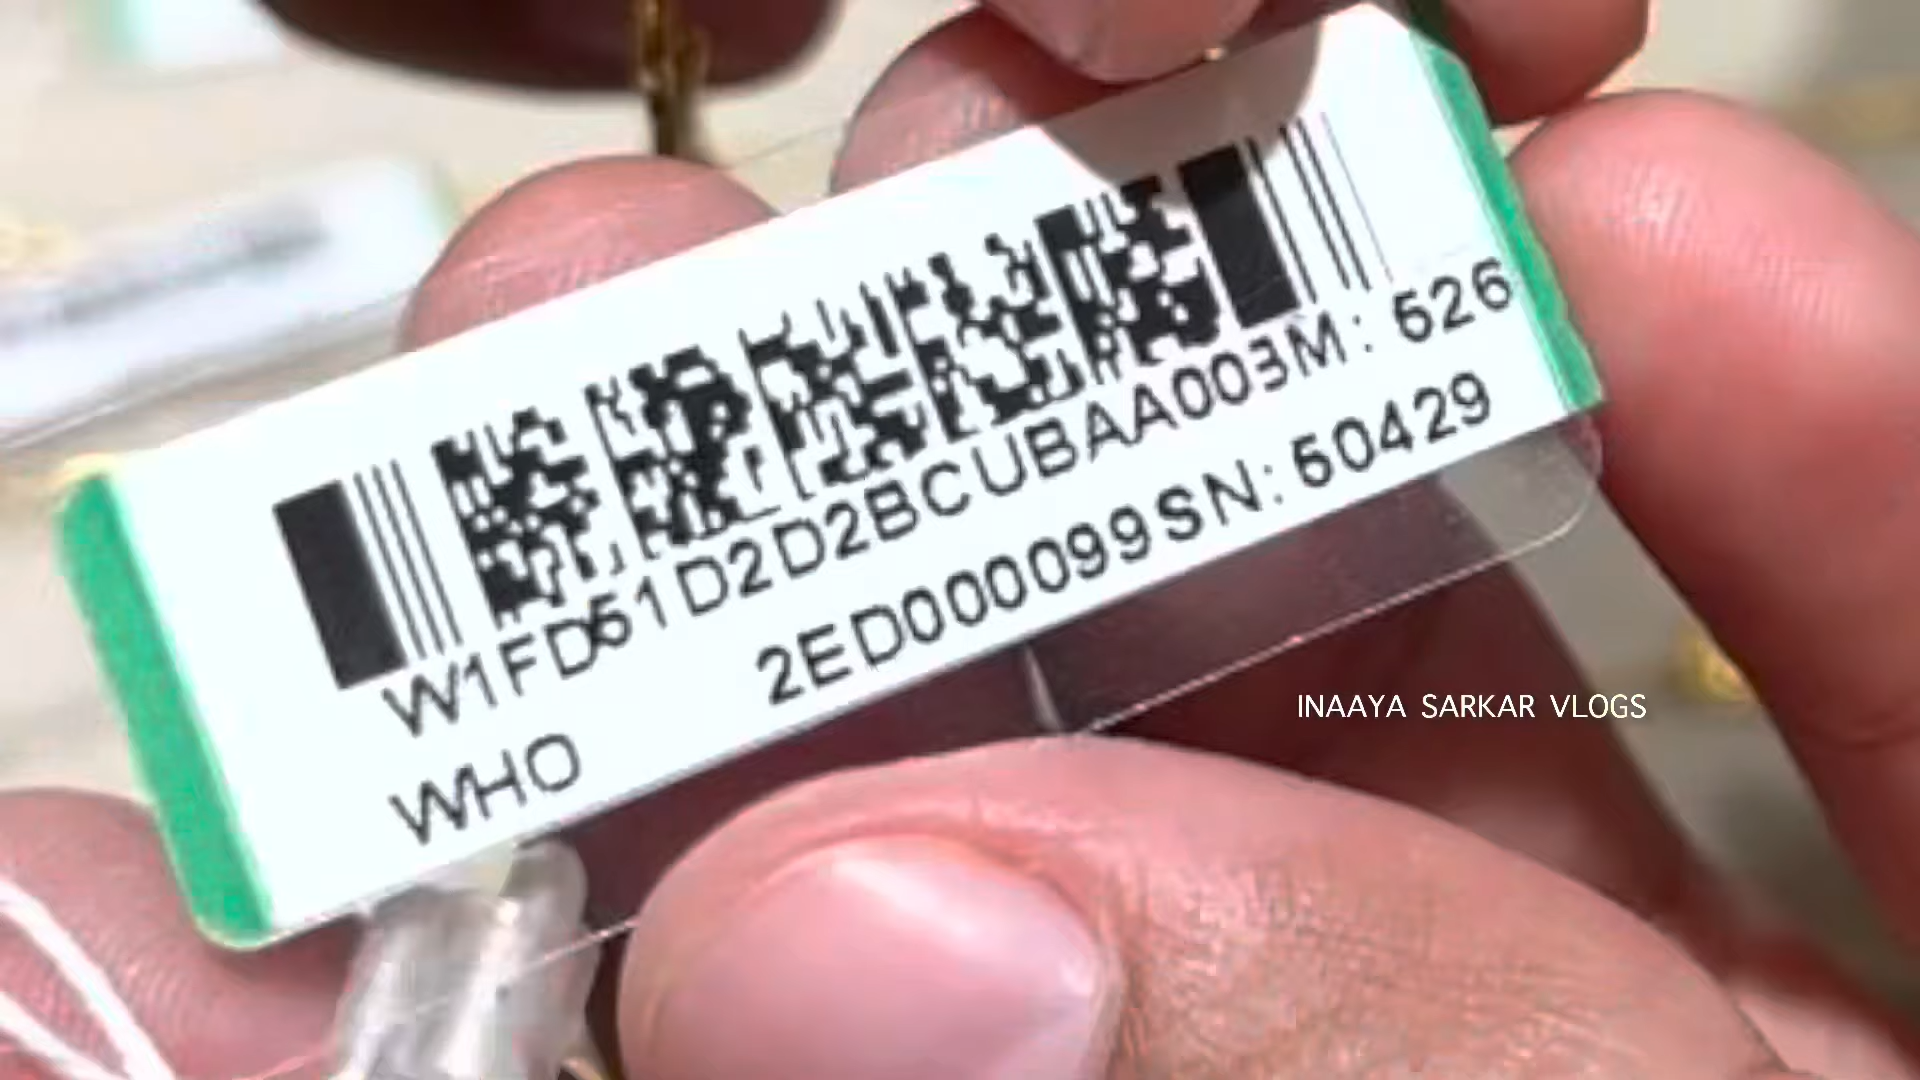 W1FD51D2D2BCUBAA003M: 526
2ED000099SN: 50429
WHO
INAAYA SARKAR VLOGS